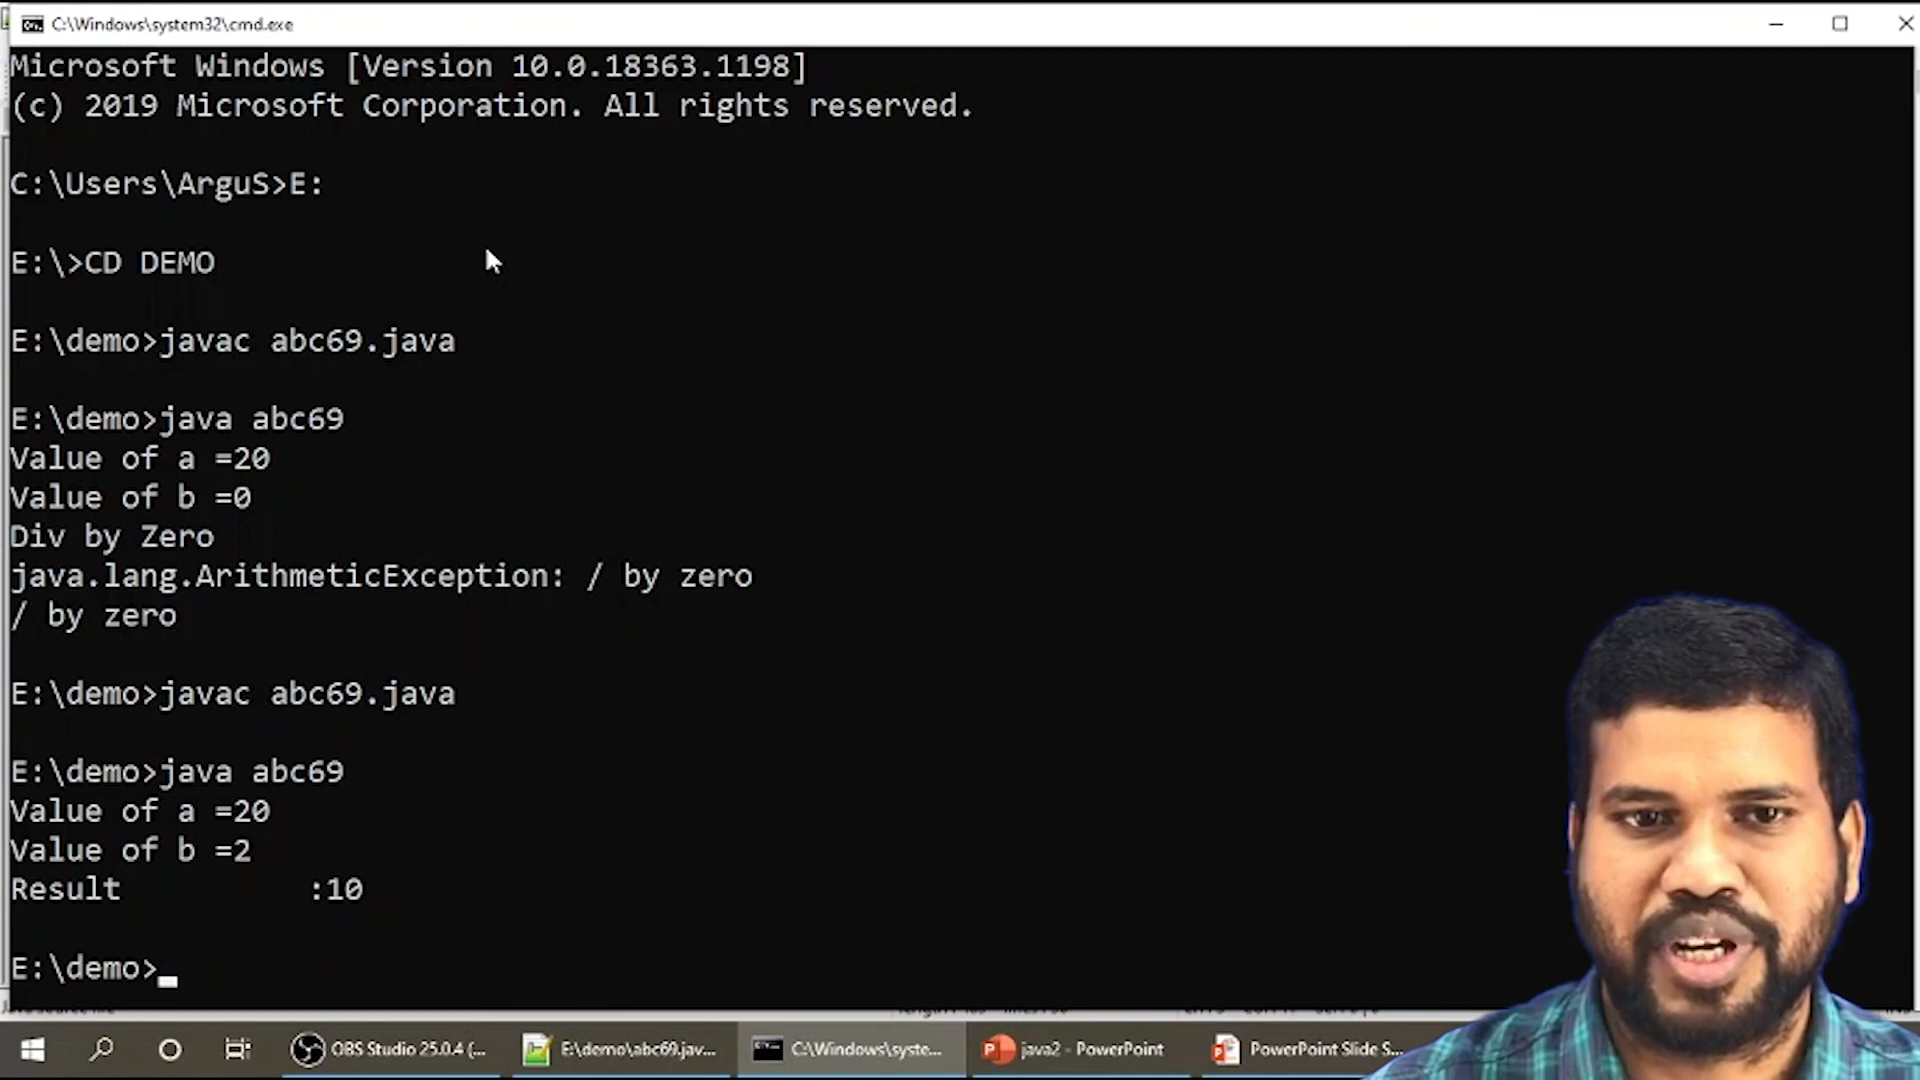 C:\Windows\system32\cmd.exe
Microsoft Windows [Version 10.0.18363.1198]
(c) 2019 Microsoft Corporation. All rights reserved.
C:\Users\ArguS>E:
E:\>CD DEMO
E:\demo>javac abc69.java
E:\demo>java abc69
Value of a =20
Value of b =0
Div by Zero
java.lang.ArithmeticException: / by zero
/ by zero
E:\demo>javac abc69.java
E:\demo>java abc69
Value of a =20
Value of b =2
Result :10
E:\demo>
OBS Studio 25.0.4 (... E:\demo\abc69.jav... C:\Windows\syste... java2 - PowerPoint PowerPoint Slide S...